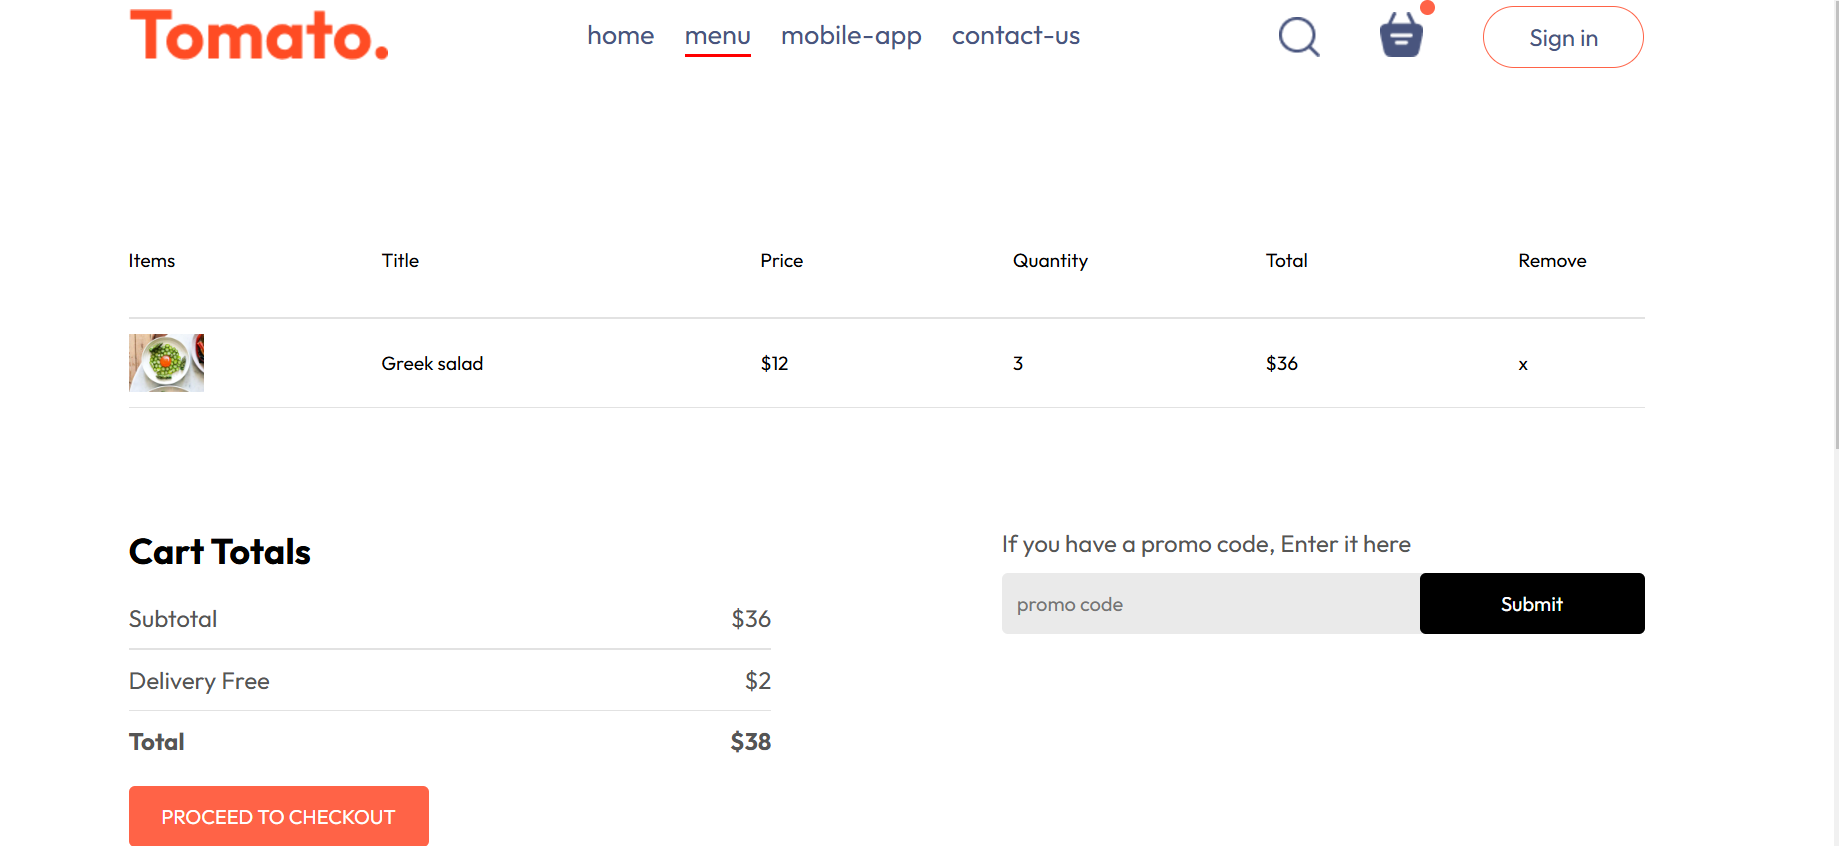 Tomato.
home menu mobile-app contact-us
Sign in
Items Title Price Quantity Total Remove
Greek salad $12 3 $36 x
Cart Totals
Subtotal $36
Delivery Free $2
Total $38
PROCEED TO CHECKOUT
If you have a promo code, Enter it here
promo code
Submit